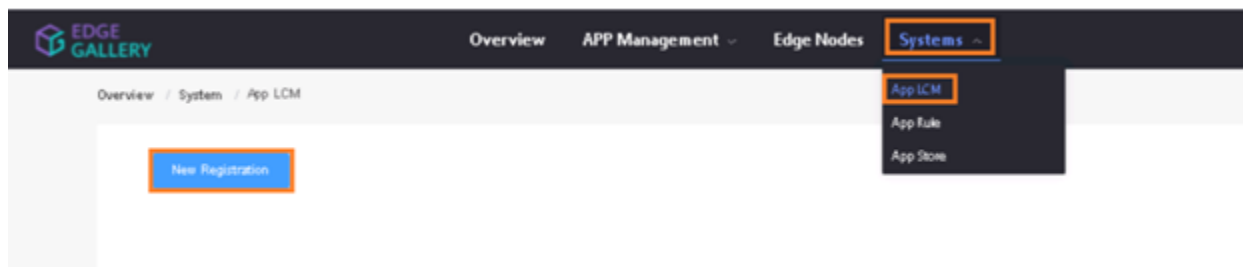 EDGE
GALLERY
Overview APP Management Edge Nodes Systems
Overview / System / App LCM
App LCM
App Rule
App Store
New Registration